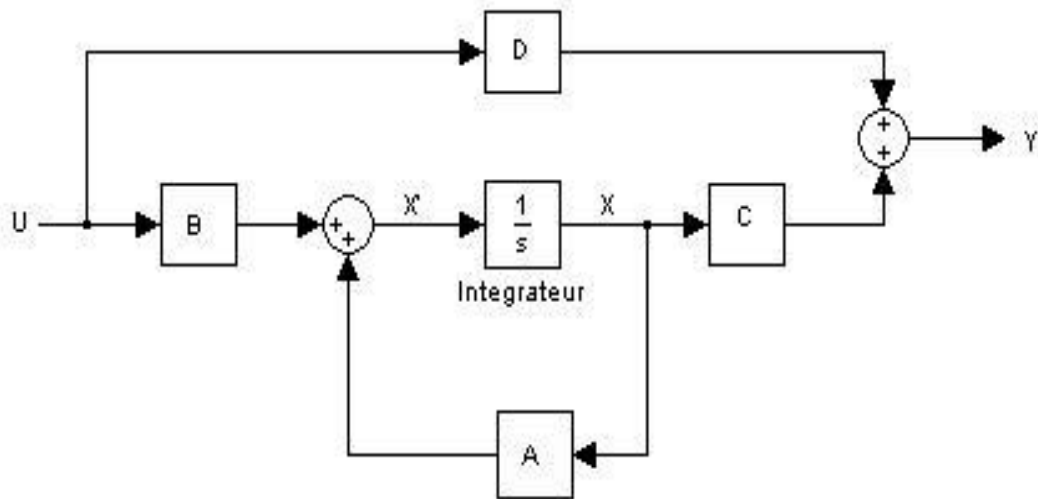 D
+
+
Y
U
B
+
+
X'
1
s
X
C
Integrateur
A